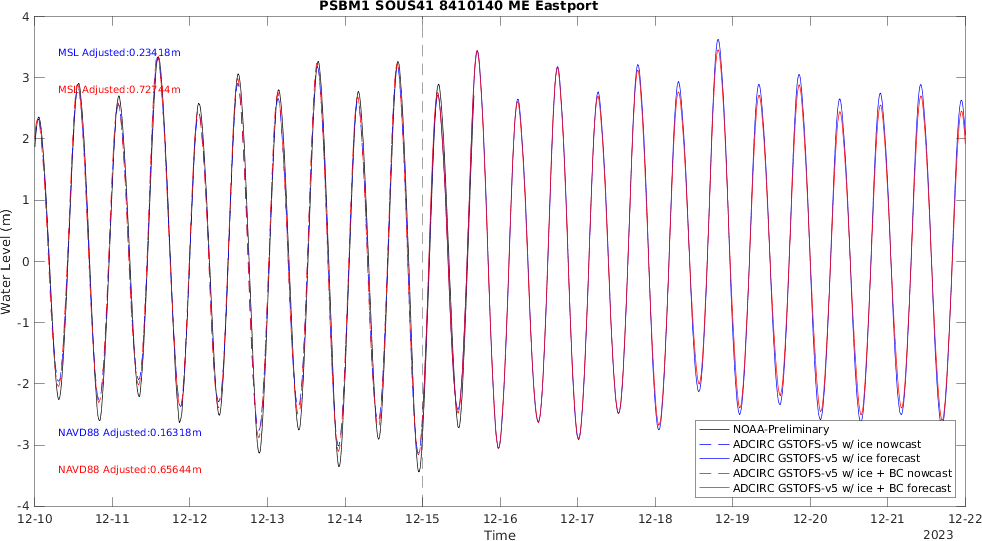 PSBM1 SOUS41 8410140 ME Eastport
4
3
2
1
0
-1
-2
-3
-4
Water Level (m)
MSL Adjusted:0.23418m
MSL Adjusted:0.72744m
NAVD88 Adjusted:0.16318m
NAVD88 Adjusted:0.65644m
NOAA-Preliminary
ADCIRC GSTOFS-v5 w/ ice nowcast
ADCIRC GSTOFS-v5 w/ ice forecast
ADCIRC GSTOFS-v5 w/ ice + BC nowcast
ADCIRC GSTOFS-v5 w/ ice + BC forecast
12-10 12-11 12-12 12-13 12-14 12-15 12-16 12-17 12-18 12-19 12-20 12-21 12-22
Time
2023